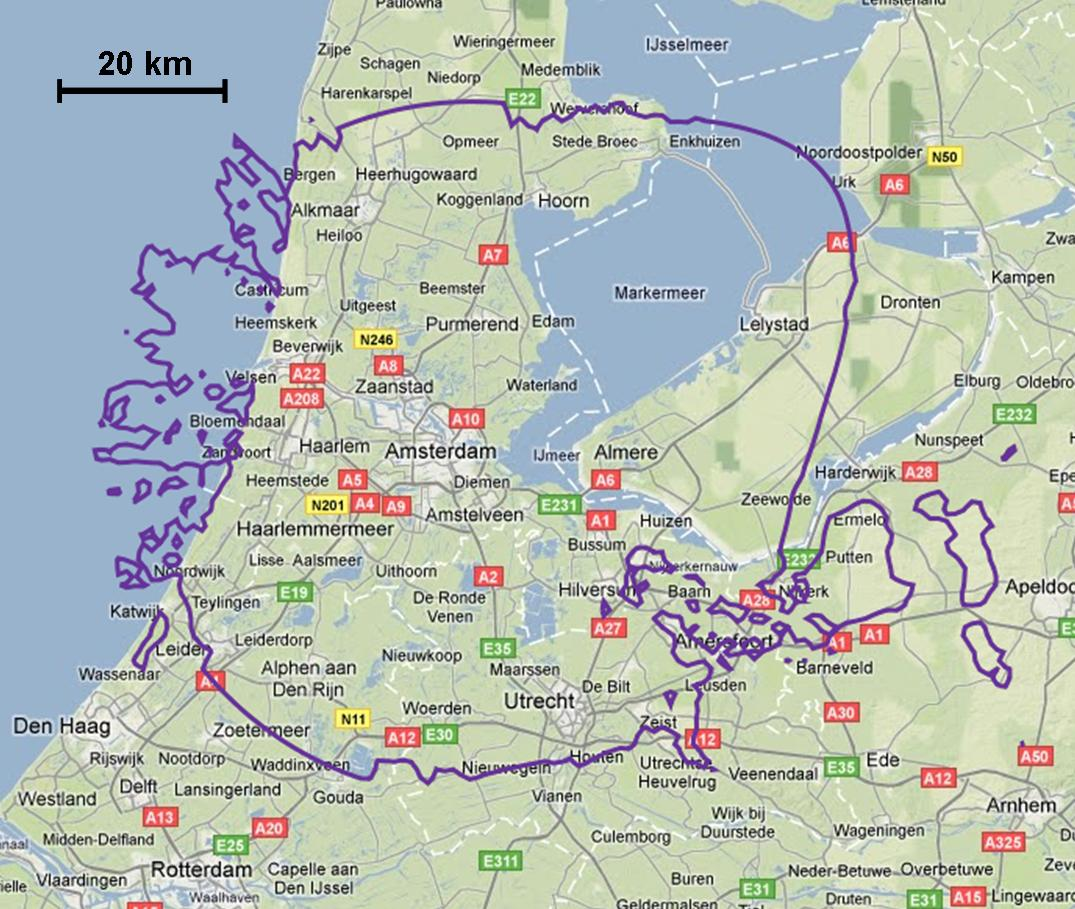 Paulowna
Lemsterland
Zijpe
Wieringermeer
IJsselmeer
20 km
Schagen
Niedorp
Medemblik
Harenkarspel
E22
Wervershoof
Opmeer
Stede Broec
Enkhuizen
Noordoostpolder
N50
Bergen
Heerhugowaard
Urk
A6
Koggenland
Hoorn
Alkmaar
Heiloo
A7
A6
Zwa
Kampen
Castricum
Beemster
Markermeer
Uitgeest
Dronten
Heemskerk
Purmerend
Edam
Lelystad
N246
Beverwijk
A8
Velsen
A22
Zaanstad
Waterland
Elburg
Oldebro
A208
Bloemendaal
A10
E232
Zandvoort
Haarlem
Amsterdam
IJmeer
Almere
Nunspeet
Harderwijk
A28
Heemstede
A5
Diemen
A6
Epe
N201
A4
A9
E231
Zeewolde
Haarlemmermeer
Amstelveen
A1
Huizen
Ermelo
Bussum
Lisse
Aalsmeer
Nijkerkernauw
E232
Putten
Noordwijk
Uithoorn
A2
Hilversum
Baarn
Nijkerk
Apeldoo
Teylingen
E19
De Ronde
Venen
A28
Katwijk
A27
Amersfoort
A1
A1
Leiden
Leiderdorp
Nieuwkoop
E35
Barneveld
Wassenaar
Alphen aan
Den Rijn
Maarssen
De Bilt
Leusden
Utrecht
Woerden
A30
Den Haag
Zoetermeer
N11
Zeist
A12
E30
A12
Rijswijk
Nootdorp
Waddinxveen
Nieuwegein
Houten
Utrechtse
Heuvelrug
Veenendaal
E35
Ede
A50
A12
Delft
Lansingerland
Gouda
Vianen
Westland
Arnhem
A13
A20
Wijk bij
Duurstede
Wageningen
Midden-Delfland
E25
Culemborg
A325
Rotterdam
Capelle aan
Den IJssel
E311
Neder-Betuwe
Overbetuwe
Vlaardingen
Buren
E31
Waalhaven
Geldermalsen
Druten
E31
A15
Lingewaard